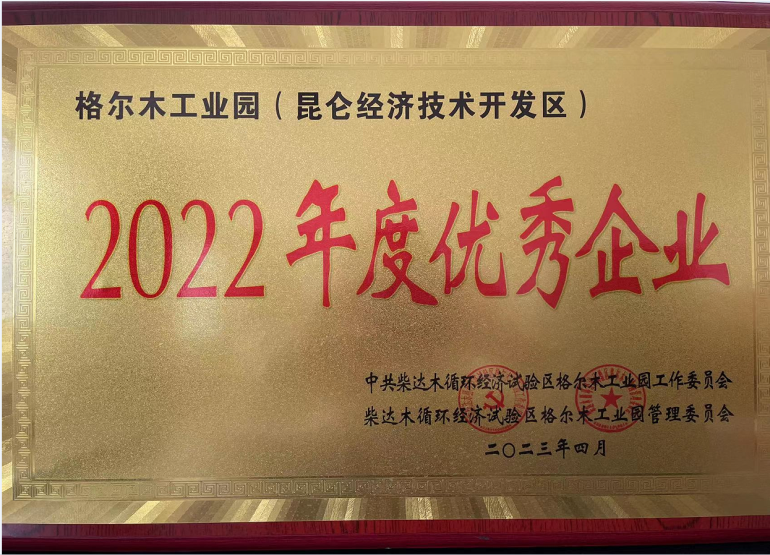 格尔木工业园（昆仑经济技术开发区）
2022年度优秀企业
中共柴达木循环经济试验区格尔木工业园工作委员会
柴达木循环经济试验区格尔木工业园管理委员会
二〇二三年四月